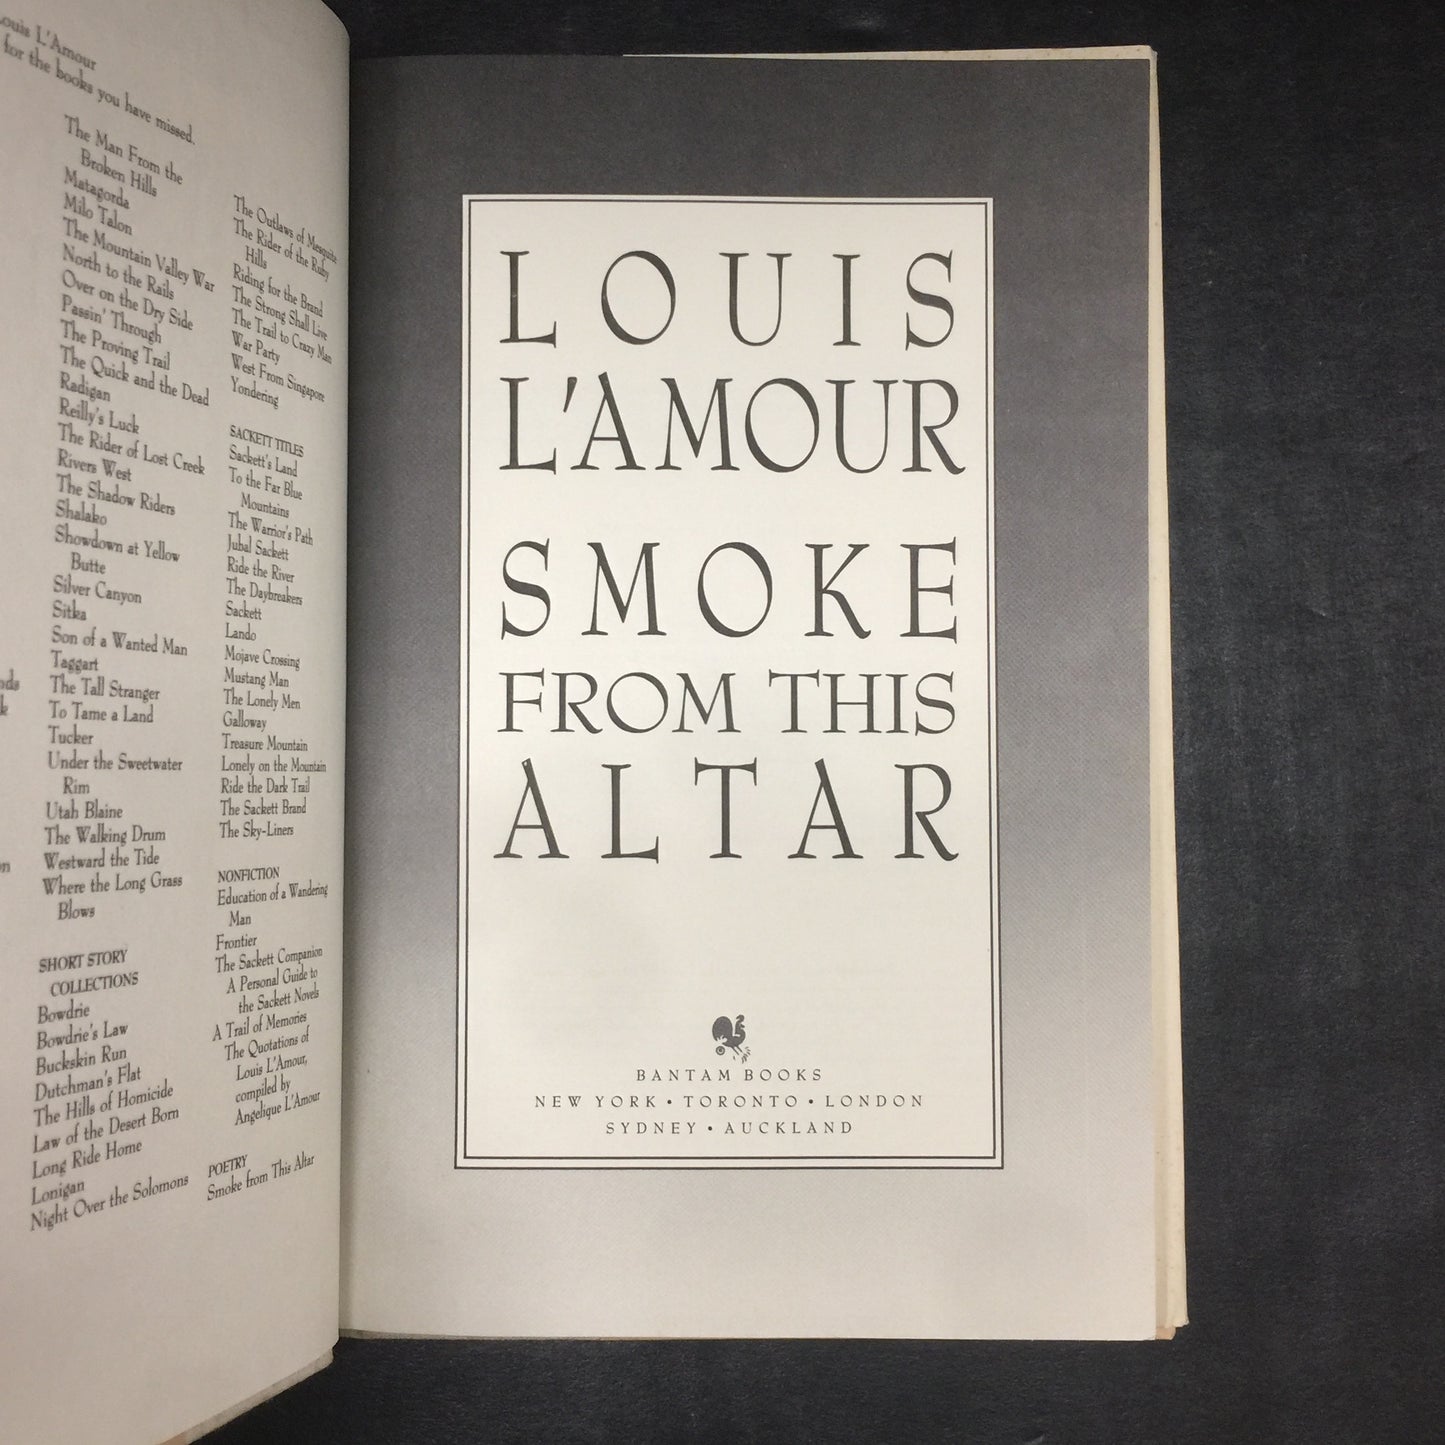 Louis L'Amour
for the books you have missed.
nds
k
on
The Man From the
Broken Hills
Matagorda
Milo Talon
The Mountain Valley War
North to the Rails
Over on the Dry Side
Passin' Through
The Proving Trail
The Quick and the Dead
Radigan
Reilly's Luck
The Rider of Lost Creek
Rivers West
The Shadow Riders
Shalako
Showdown at Yellow
Butte
Silver Canyon
Sitka
Son of a Wanted Man
Taggart
The Tall Stranger
To Tame a Land
Tucker
Under the Sweetwater
Rim
Utah Blaine
The Walking Drum
Westward the Tide
Where the Long Grass
Blows
SHORT STORY
COLLECTIONS
Bowdrie
Bowdrie's Law
Buckskin Run
Dutchman's Flat
The Hills of Homicide
Law of the Desert Born
Long Ride Home
Lonigan
Night Over the Solomons
The Outlaws of Mesquite
The Rider of the Ruby
Hills
Riding for the Brand
The Strong Shall Live
The Trail to Crazy Man
War Party
West From Singapore
Yondering
SACKETT TITLES
Sackett's Land
To the Far Blue
Mountains
The Warrior's Path
Jubal Sackett
Ride the River
The Daybreakers
Sackett
Lando
Mojave Crossing
Mustang Man
The Lonely Men
Galloway
Treasure Mountain
Lonely on the Mountain
Ride the Dark Trail
The Sackett Brand
The Sky-Liners
NONFICTION
Education of a Wandering
Man
Frontier
The Sackett Companion
A Personal Guide to
the Sackett Novels
A Trail of Memories
The Quotations of
Louis L'Amour,
compiled by
Angelique L'Amour
POETRY
Smoke from This Altar
LOUIS
L'AMOUR
SMOKE
FROM THIS
ALTAR
BANTAM BOOKS
NEW YORK • TORONTO • LONDON
SYDNEY • AUCKLAND